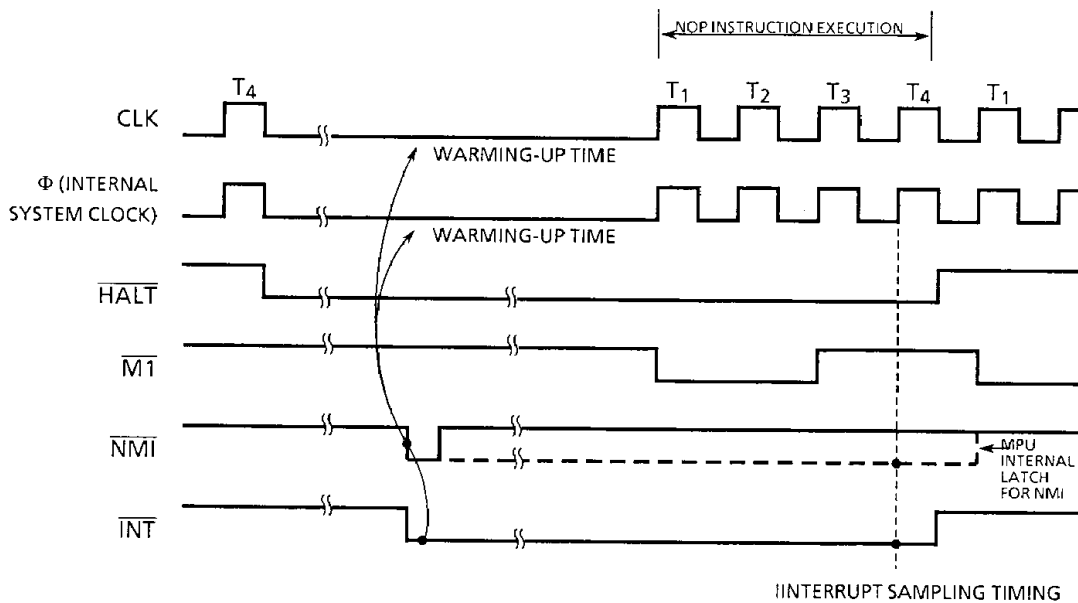 NOP INSTRUCTION EXECUTION
T4 T1 T2 T3 T4 T1
CLK
WARMING-UP TIME
Φ (INTERNAL
SYSTEM CLOCK)
WARMING-UP TIME
HALT
M1
NMI
MPU
INTERNAL
LATCH
FOR NMI
INT
IINTERRUPT SAMPLING TIMING